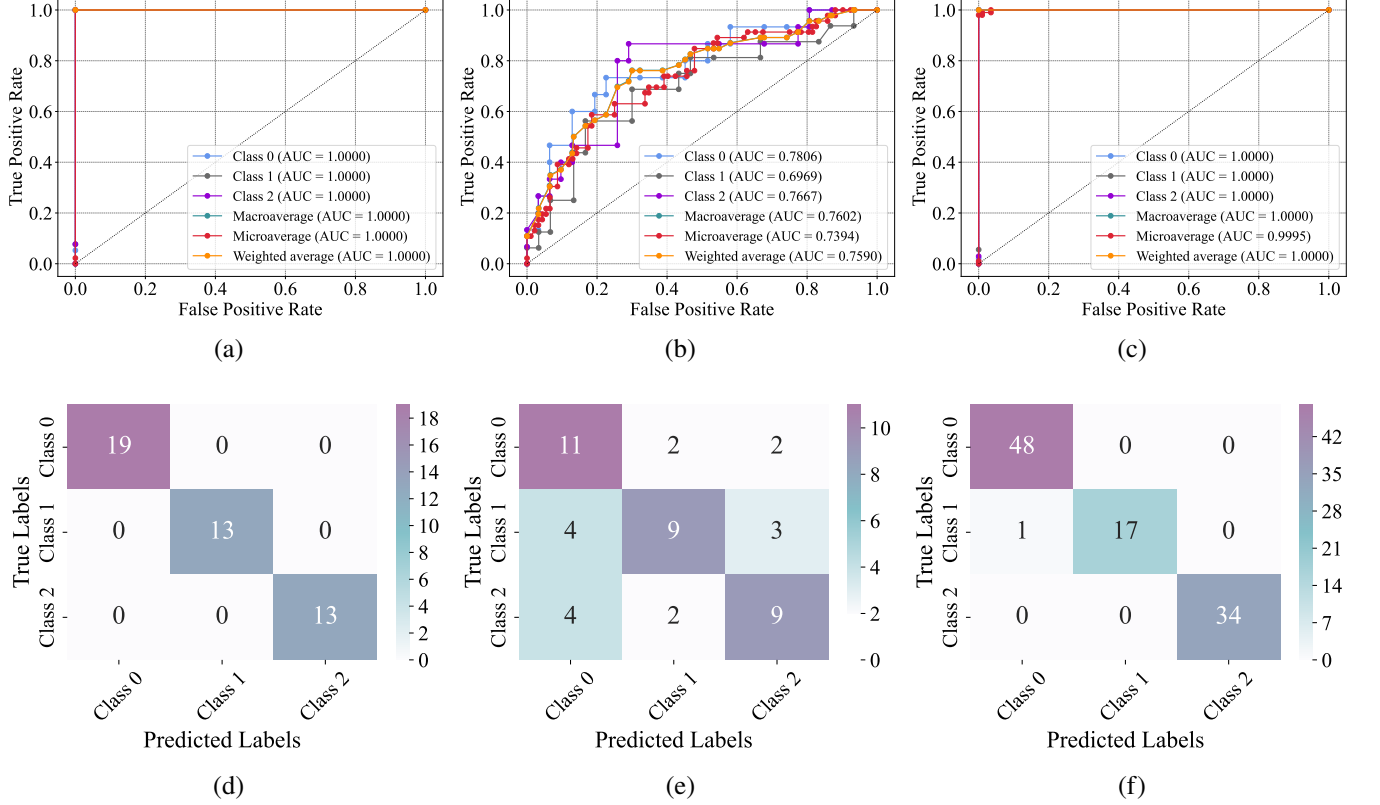 1.0
0.8
0.6
0.4
0.2
0.0
True Positive Rate
Class 0 (AUC = 1.0000)
Class 1 (AUC = 1.0000)
Class 2 (AUC = 1.0000)
Macroaverage (AUC = 1.0000)
Microaverage (AUC = 1.0000)
Weighted average (AUC = 1.0000)
0.0 0.2 0.4 0.6 0.8 1.0
False Positive Rate
(a)
1.0
0.8
0.6
0.4
0.2
0.0
True Positive Rate
Class 0 (AUC = 0.7806)
Class 1 (AUC = 0.6969)
Class 2 (AUC = 0.7667)
Macroaverage (AUC = 0.7602)
Microaverage (AUC = 0.7394)
Weighted average (AUC = 0.7590)
0.0 0.2 0.4 0.6 0.8 1.0
False Positive Rate
(b)
1.0
0.8
0.6
0.4
0.2
0.0
True Positive Rate
Class 0 (AUC = 1.0000)
Class 1 (AUC = 1.0000)
Class 2 (AUC = 1.0000)
Macroaverage (AUC = 1.0000)
Microaverage (AUC = 0.9995)
Weighted average (AUC = 1.0000)
0.0 0.2 0.4 0.6 0.8 1.0
False Positive Rate
(c)
True Labels
Class 0
Class 1
Class 2
19 0 0
0 13 0
0 0 13
18
16
14
12
10
8
6
4
2
0
Class 0 Class 1 Class 2
Predicted Labels
(d)
True Labels
Class 0
Class 1
Class 2
11 2 2
4 9 3
4 2 9
10
8
6
4
2
0
Class 0 Class 1 Class 2
Predicted Labels
(e)
True Labels
Class 0
Class 1
Class 2
48 0 0
1 17 0
0 0 34
42
35
28
21
14
7
0
Class 0 Class 1 Class 2
Predicted Labels
(f)